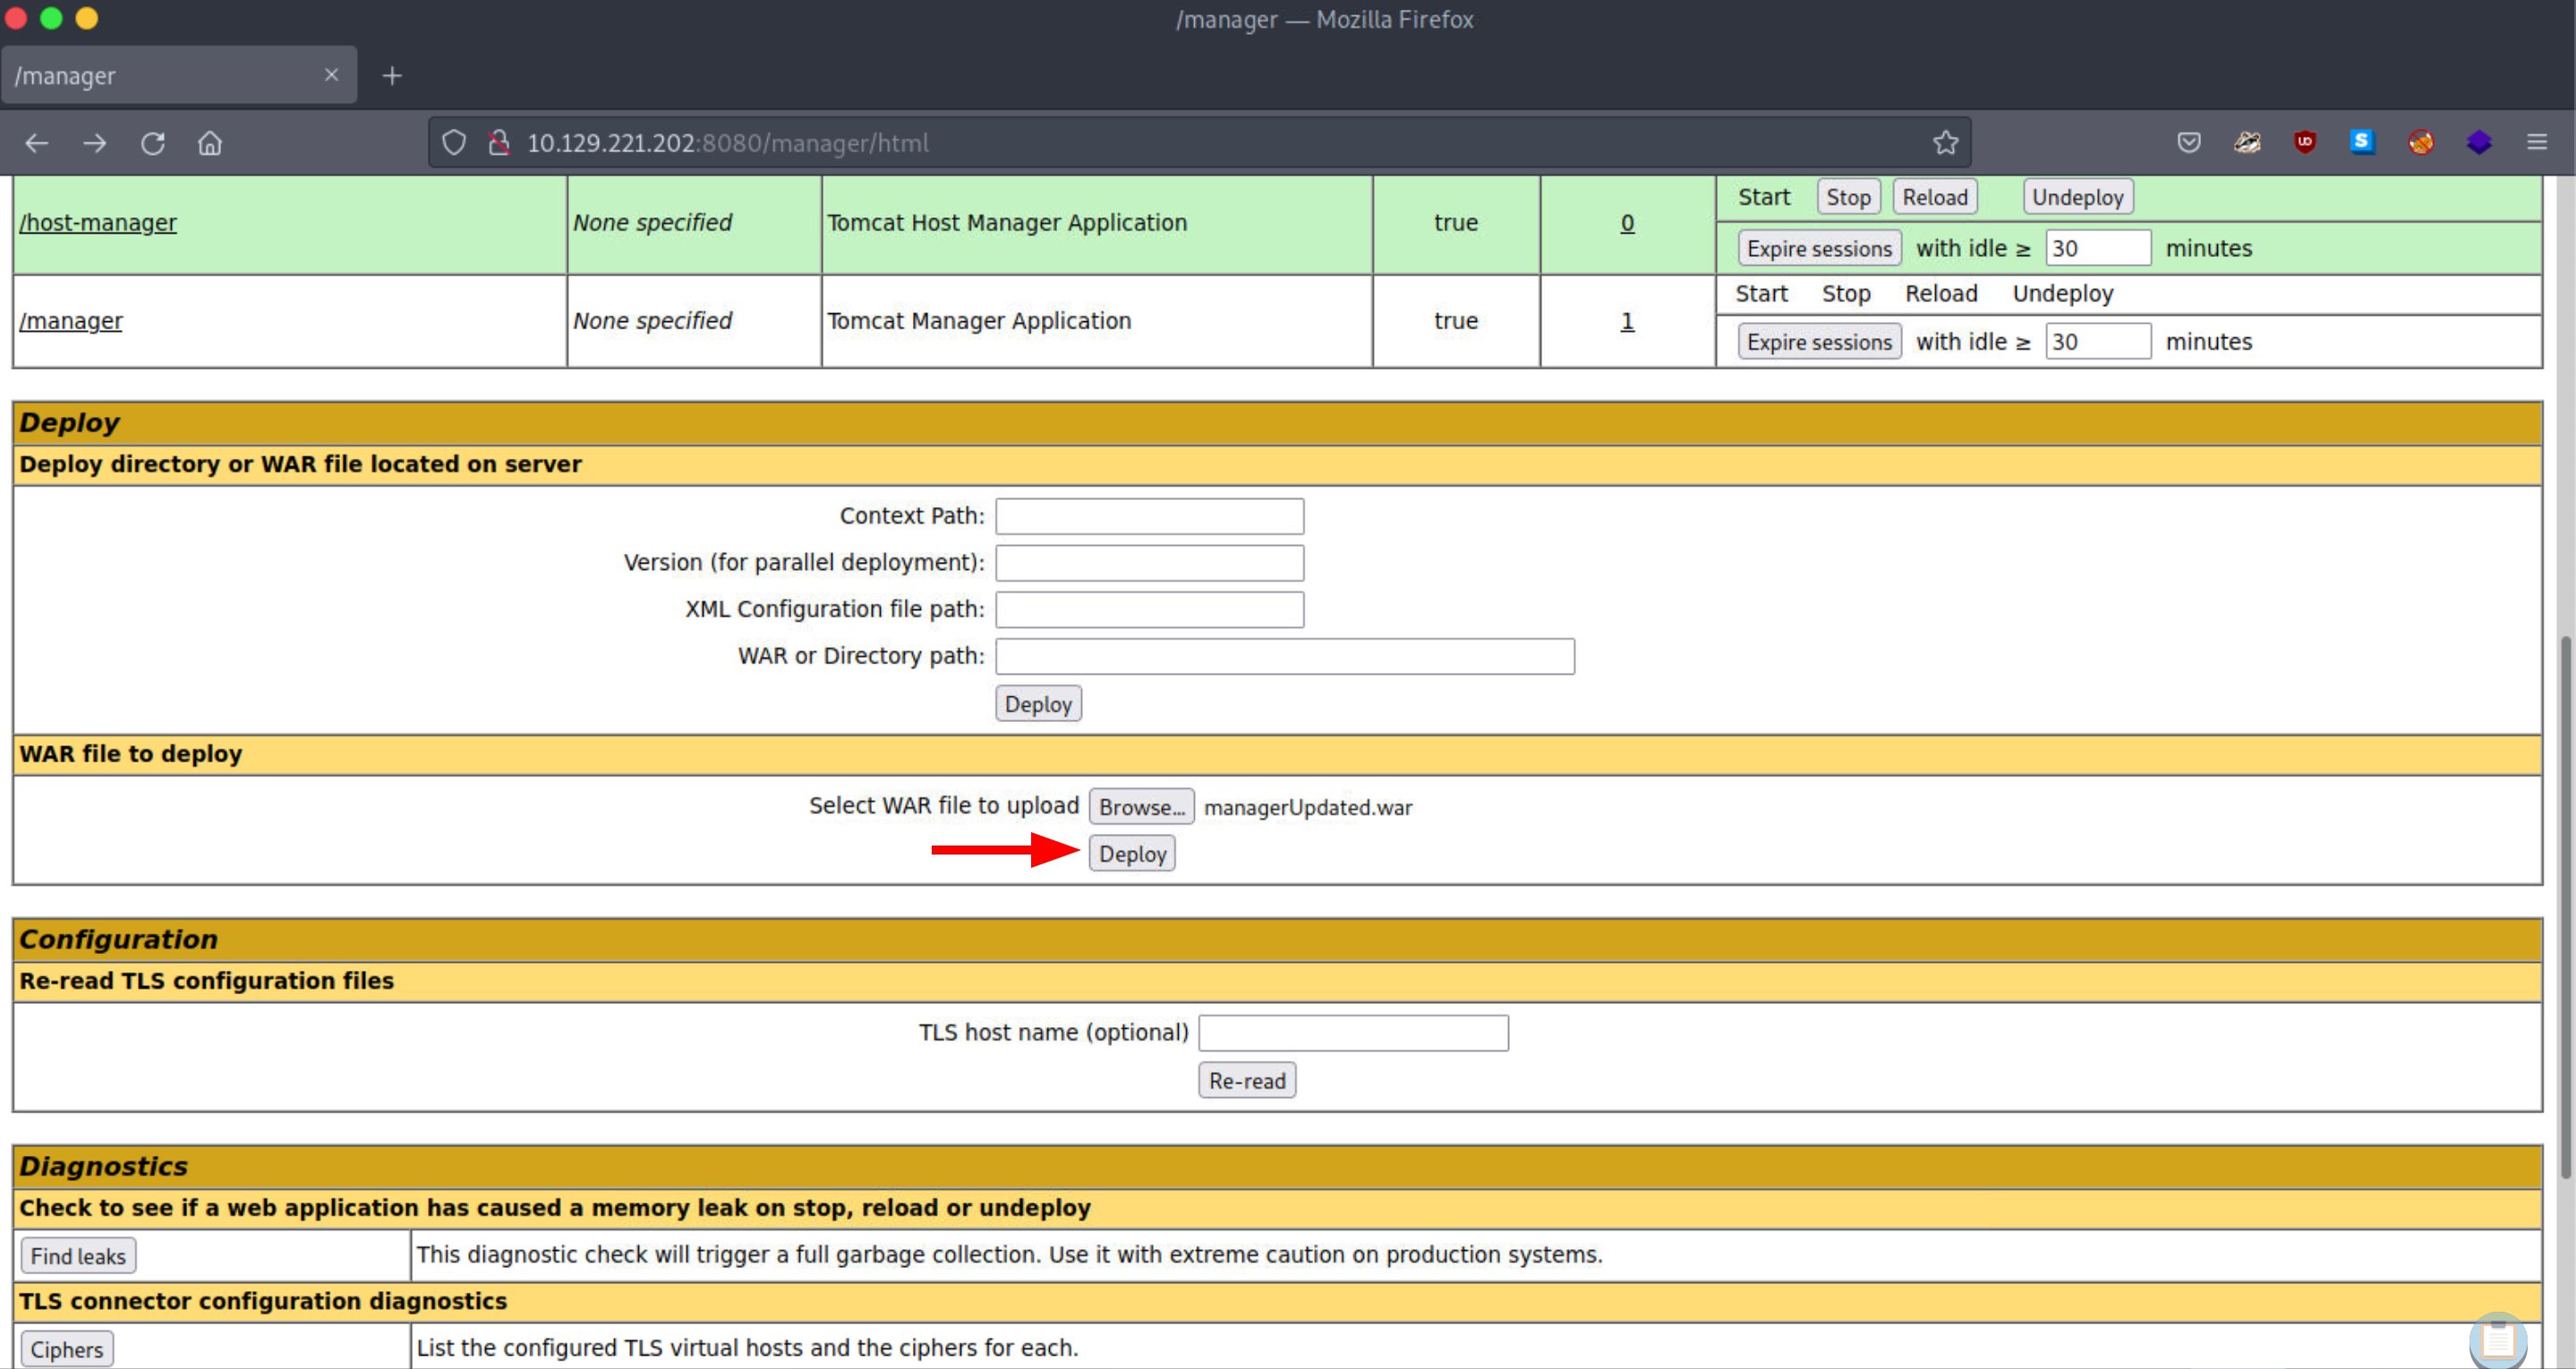 /manager — Mozilla Firefox
/manager
10.129.221.202:8080/manager/html
/host-manager None specified Tomcat Host Manager Application true 0 Start Stop Reload Undeploy
Expire sessions with idle ≥ 30 minutes
/manager None specified Tomcat Manager Application true 1 Start Stop Reload Undeploy
Expire sessions with idle ≥ 30 minutes
Deploy
Deploy directory or WAR file located on server
Context Path:
Version (for parallel deployment):
XML Configuration file path:
WAR or Directory path:
Deploy
WAR file to deploy
Select WAR file to upload Browse... managerUpdated.war
Deploy
Configuration
Re-read TLS configuration files
TLS host name (optional)
Re-read
Diagnostics
Check to see if a web application has caused a memory leak on stop, reload or undeploy
Find leaks This diagnostic check will trigger a full garbage collection. Use it with extreme caution on production systems.
TLS connector configuration diagnostics
Ciphers List the configured TLS virtual hosts and the ciphers for each.